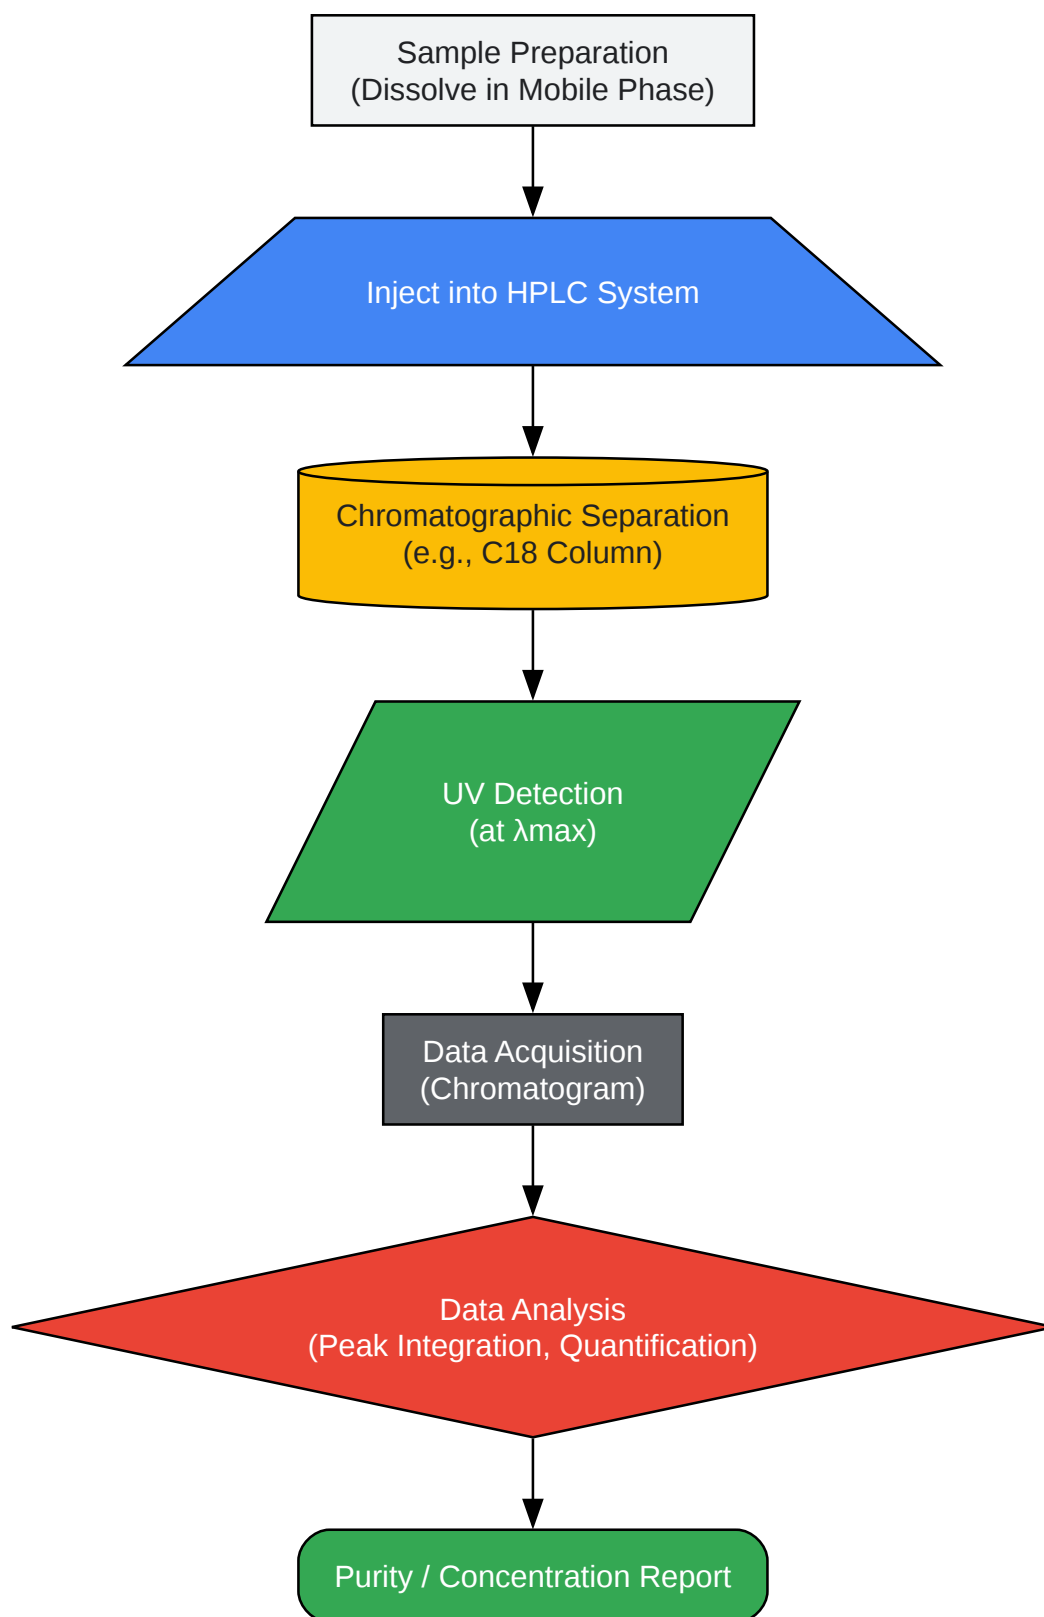 Sample Preparation
(Dissolve in Mobile Phase)
Inject into HPLC System
Chromatographic Separation
(e.g., C18 Column)
UV Detection
(at λmax)
Data Acquisition
(Chromatogram)
Data Analysis
(Peak Integration, Quantification)
Purity / Concentration Report